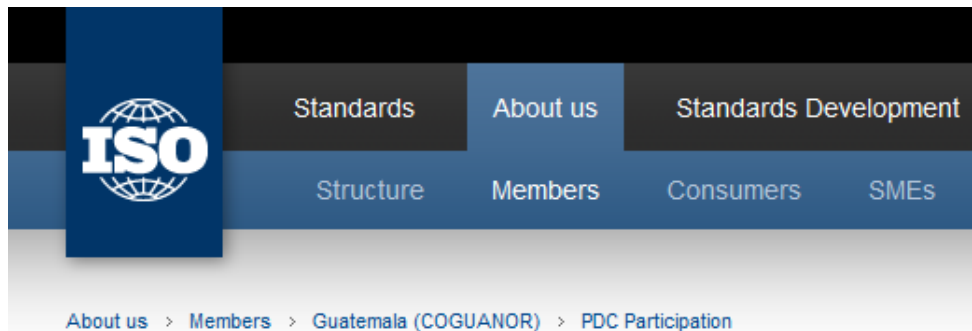 Standards About us Standards Development
ISO
Structure Members Consumers SMEs
About us > Members > Guatemala (COGUANOR) > PDC Participation